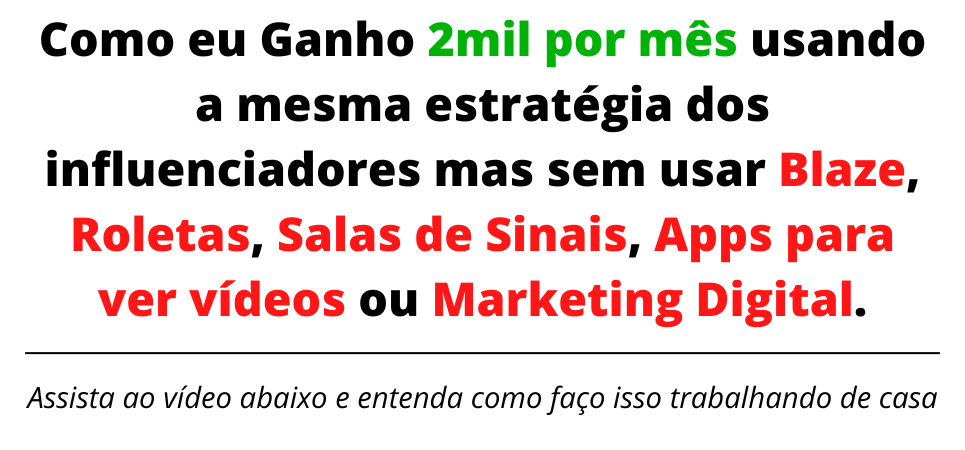 Como eu Ganho 2mil por mês usando
a mesma estratégia dos
influenciadores mas sem usar Blaze,
Roletas, Salas de Sinais, Apps para
ver vídeos ou Marketing Digital.
Assista ao vídeo abaixo e entenda como faço isso trabalhando de casa